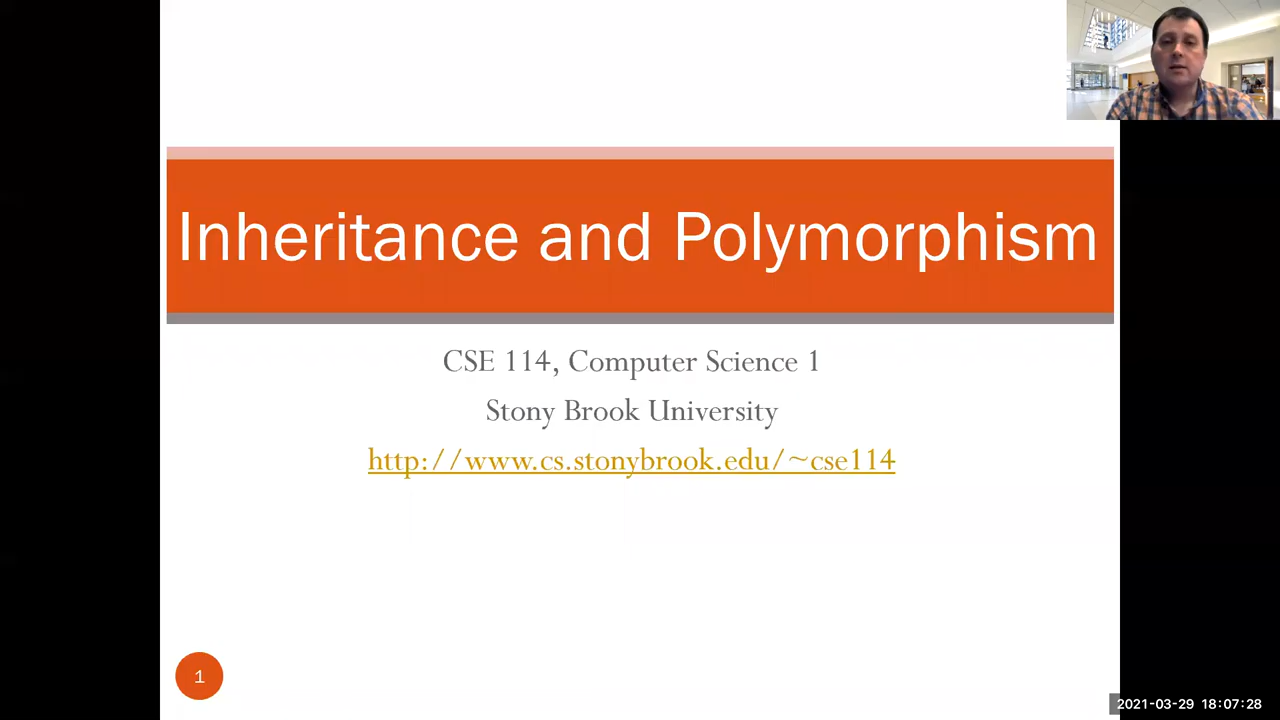 Inheritance and Polymorphism
CSE 114, Computer Science 1
Stony Brook University
http://www.cs.stonybrook.edu/~cse114
1
2021-03-29 18:07:28